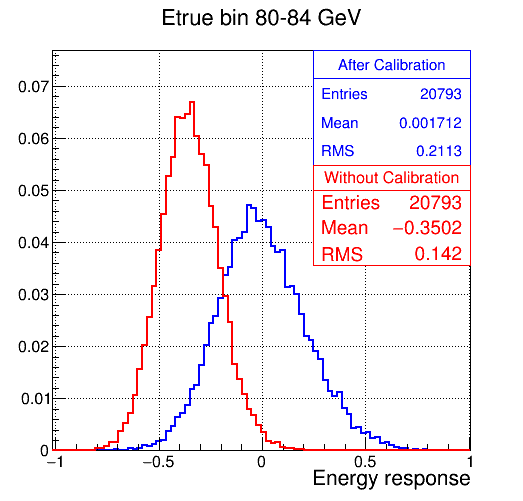 Etrue bin 80-84 GeV
After Calibration
Entries 20793
Mean 0.001712
RMS 0.2113
Without Calibration
Entries 20793
Mean −0.3502
RMS 0.142
0.07
0.06
0.05
0.04
0.03
0.02
0.01
0
−1 −0.5 0 0.5 1
Energy response